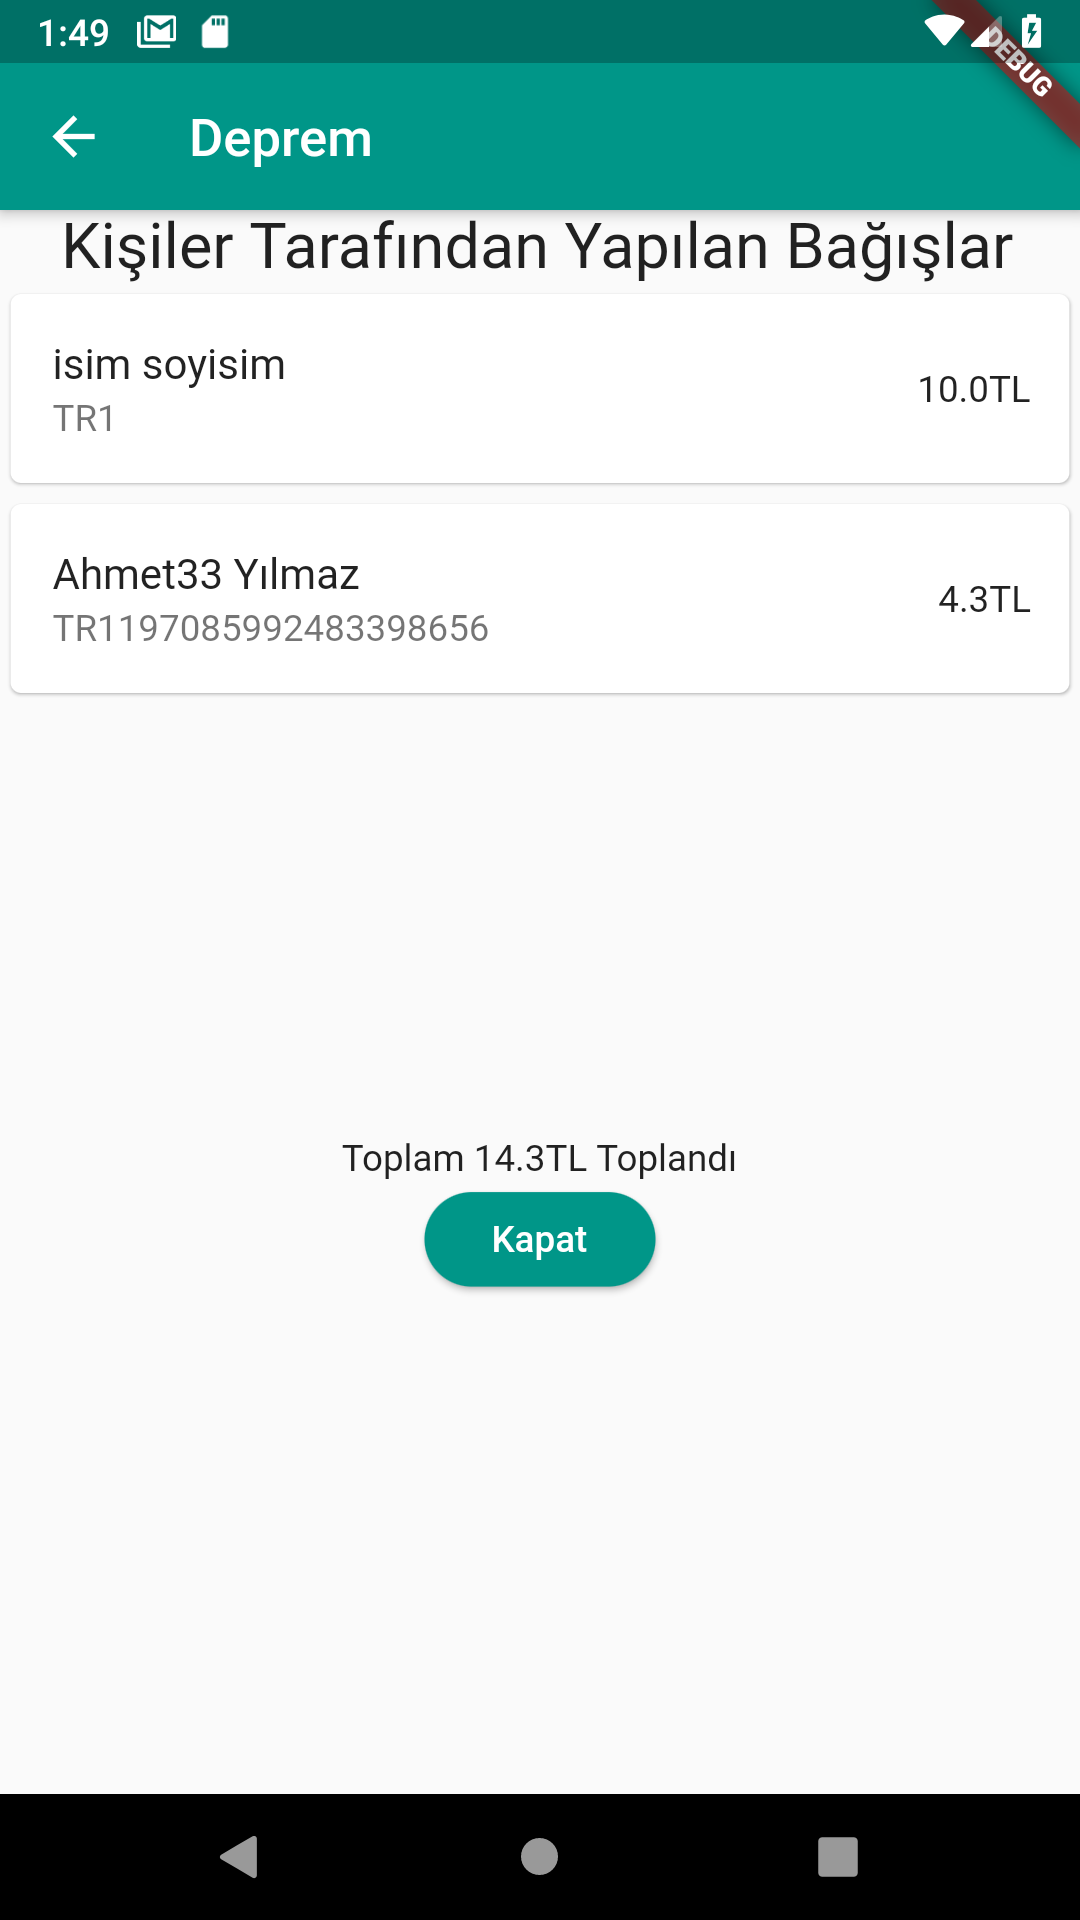 1:49
DEBUG
Deprem
Kişiler Tarafından Yapılan Bağışlar
isim soyisim
TR1
10.0TL
Ahmet33 Yılmaz
TR1197085992483398656
4.3TL
Toplam 14.3TL Toplandı
Kapat